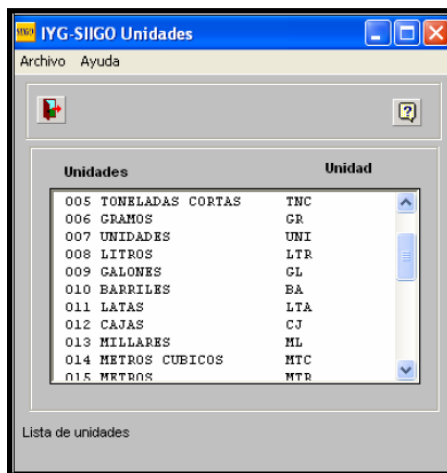 SIIGO IYG-SIIGO Unidades
Archivo Ayuda
Unidades Unidad
005 TONELADAS CORTAS TNC
006 GRAMOS GR
007 UNIDADES UNI
008 LITROS LTR
009 GALONES GL
010 BARRILES BA
011 LATAS LTA
012 CAJAS CJ
013 MILLARES ML
014 METROS CUBICOS MTC
015 METROS MTR
Lista de unidades